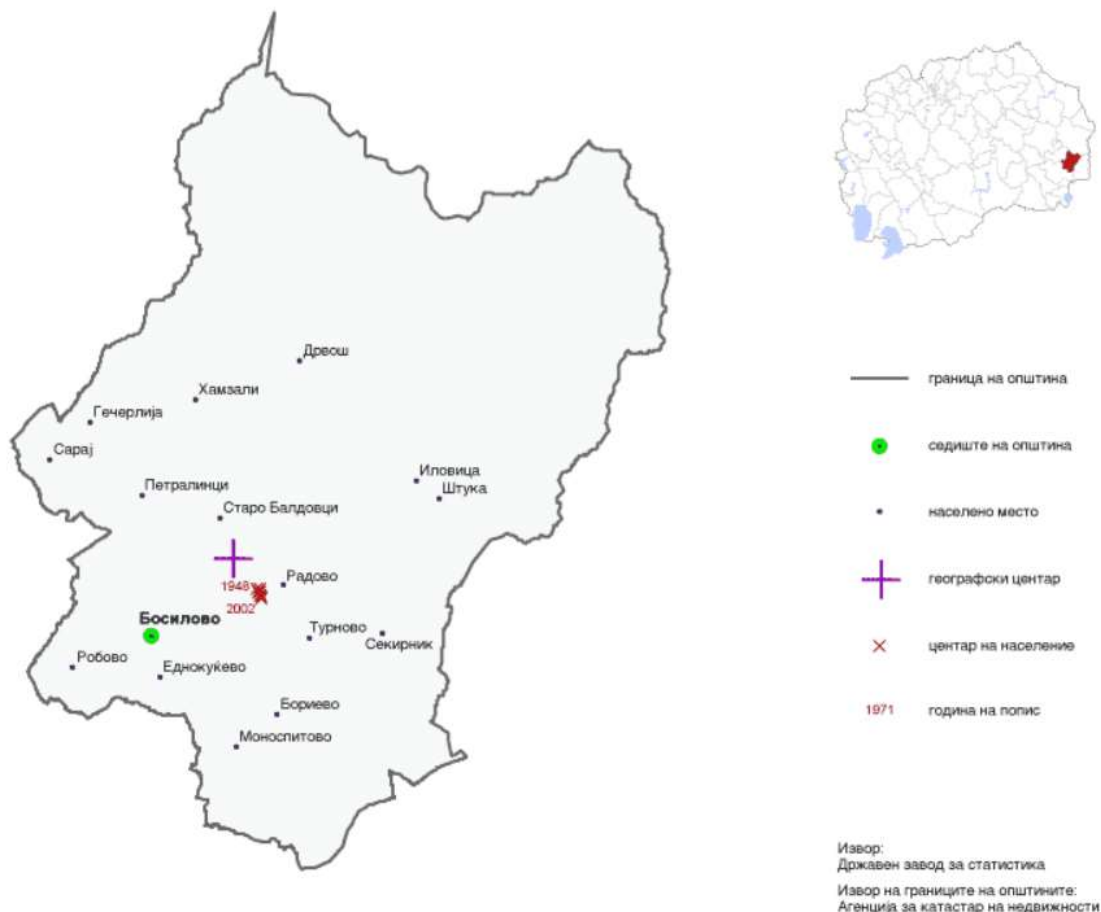 Дрвош
Хамзали
Гечерлија
Сарај
Иловица
Штука
Петралинци
Старо Балдовци
Радово
1948
2002
Босилово
Турново
Секирник
Робово
Еднокуќево
Бориево
Моноспитово
граница на општина
седиште на општина
населено место
географски центар
центар на население
1971
година на попис
Извор:
Државен завод за статистика
Извор на границите на општините:
Агенција за катастар на недвижности